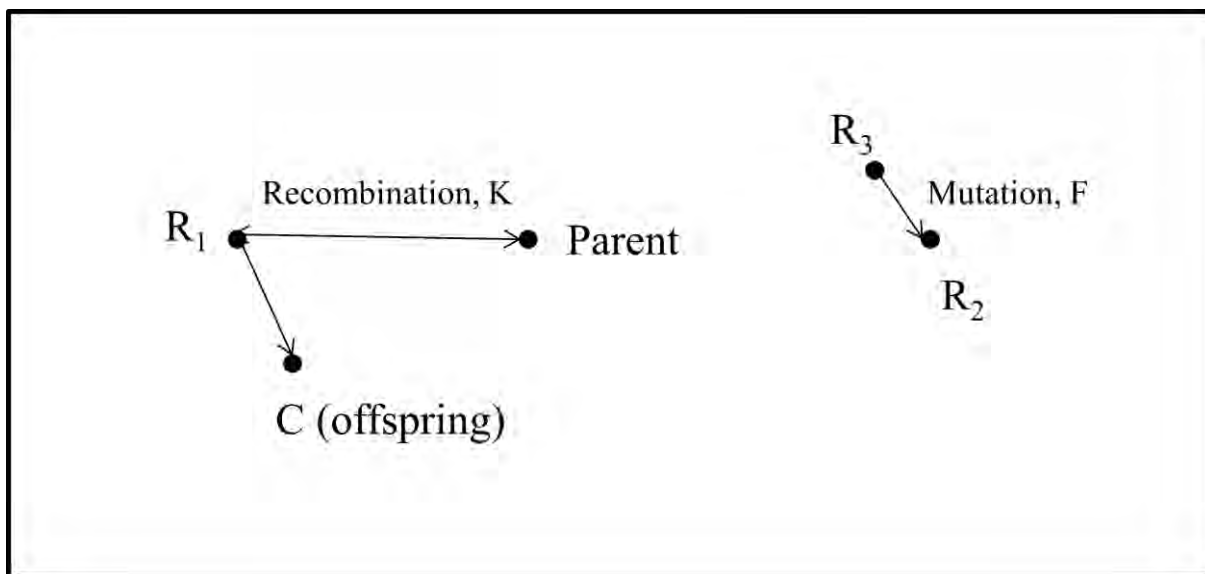 R₃
Recombination, K
Mutation, F
R₁
Parent
R₂
C (offspring)